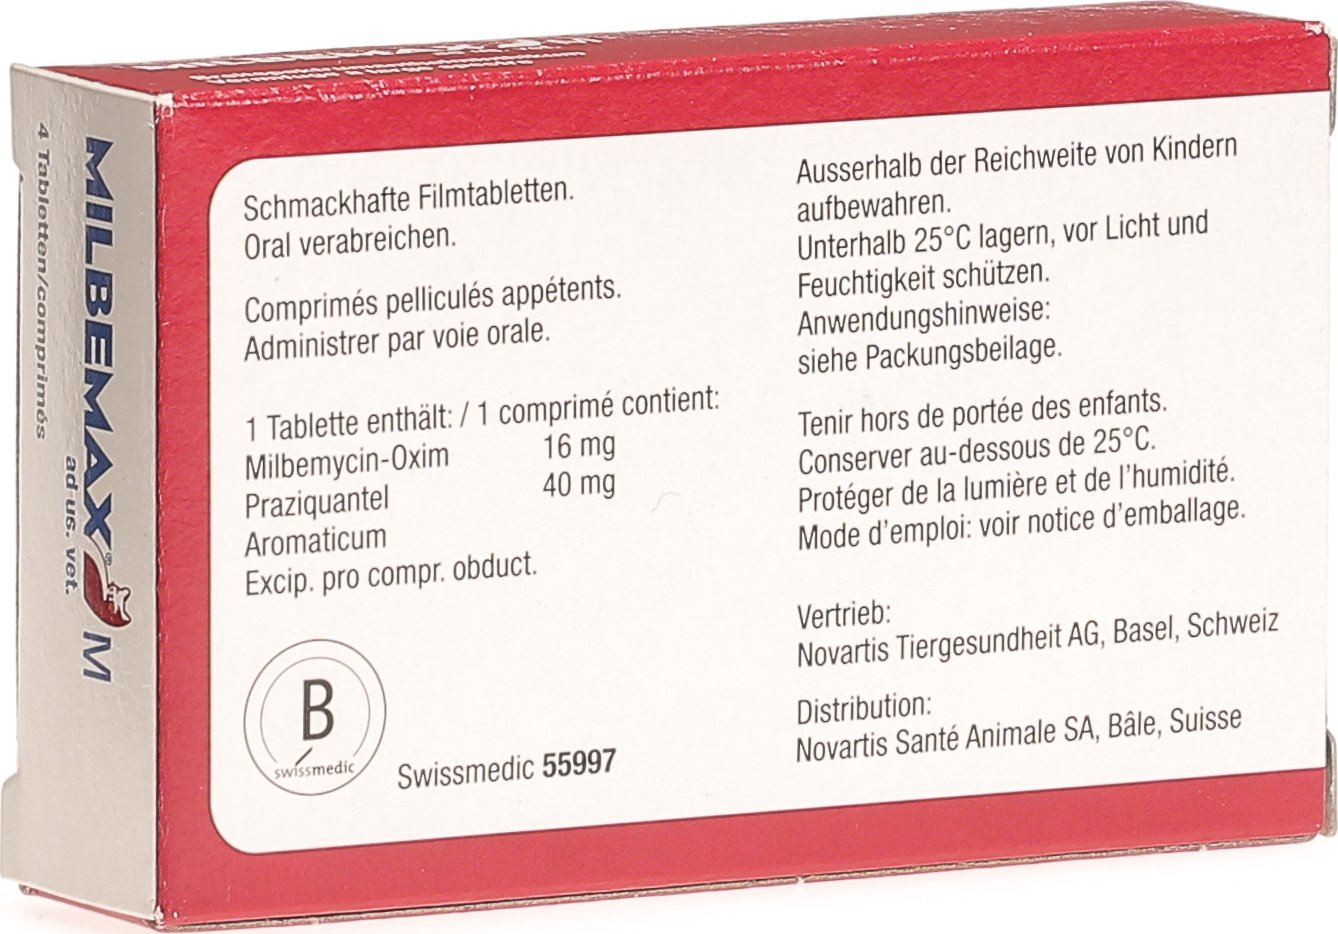 MILBEMAX
4 Tabletten/comprimés
MILBEMAX® M
ad us. vet.
Schmackhafte Filmtabletten.
Oral verabreichen.
Comprimés pelliculés appétents.
Administrer par voie orale.
1 Tablette enthält: / 1 comprimé contient:
Milbemycin-Oxim 16 mg
Praziquantel 40 mg
Aromaticum
Excip. pro compr. obduct.
B
swissmedic
Swissmedic 55997
Ausserhalb der Reichweite von Kindern
aufbewahren.
Unterhalb 25°C lagern, vor Licht und
Feuchtigkeit schützen.
Anwendungshinweise:
siehe Packungsbeilage.
Tenir hors de portée des enfants.
Conserver au-dessous de 25°C.
Protéger de la lumière et de l'humidité.
Mode d'emploi: voir notice d'emballage.
Vertrieb:
Novartis Tiergesundheit AG, Basel, Schweiz
Distribution:
Novartis Santé Animale SA, Bâle, Suisse